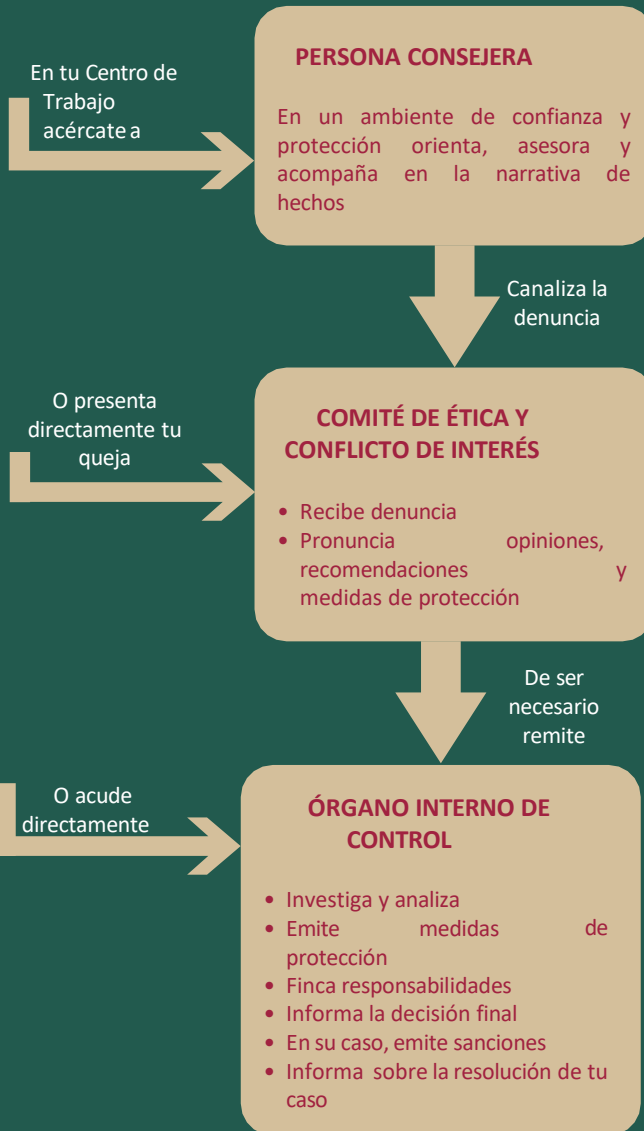 En tu Centro de
Trabajo
acércate a
PERSONA CONSEJERA
En un ambiente de confianza y
protección orienta, asesora y
acompaña en la narrativa de
hechos
Canaliza la
denuncia
O presenta
directamente tu
queja
COMITÉ DE ÉTICA Y
CONFLICTO DE INTERÉS
• Recibe denuncia
• Pronuncia opiniones,
recomendaciones y
medidas de protección
De ser
necesario
remite
O acude
directamente
ÓRGANO INTERNO DE
CONTROL
• Investiga y analiza
• Emite medidas de
protección
• Finca responsabilidades
• Informa la decisión final
• En su caso, emite sanciones
• Informa sobre la resolución de tu
caso